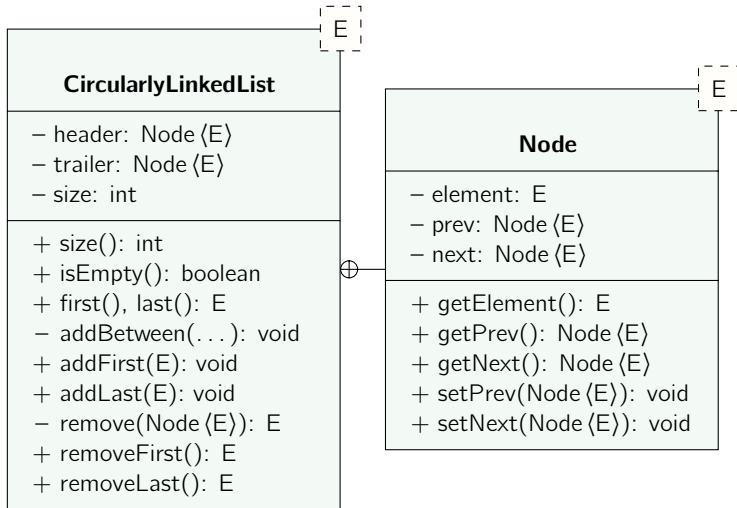 E
CircularlyLinkedList
– header: Node⟨E⟩
– trailer: Node⟨E⟩
– size: int
+ size(): int
+ isEmpty(): boolean
+ first(), last(): E
– addBetween(...): void
+ addFirst(E): void
+ addLast(E): void
– remove(Node⟨E⟩): E
+ removeFirst(): E
+ removeLast(): E
E
Node
– element: E
– prev: Node⟨E⟩
– next: Node⟨E⟩
+ getElement(): E
+ getPrev(): Node⟨E⟩
+ getNext(): Node⟨E⟩
+ setPrev(Node⟨E⟩): void
+ setNext(Node⟨E⟩): void